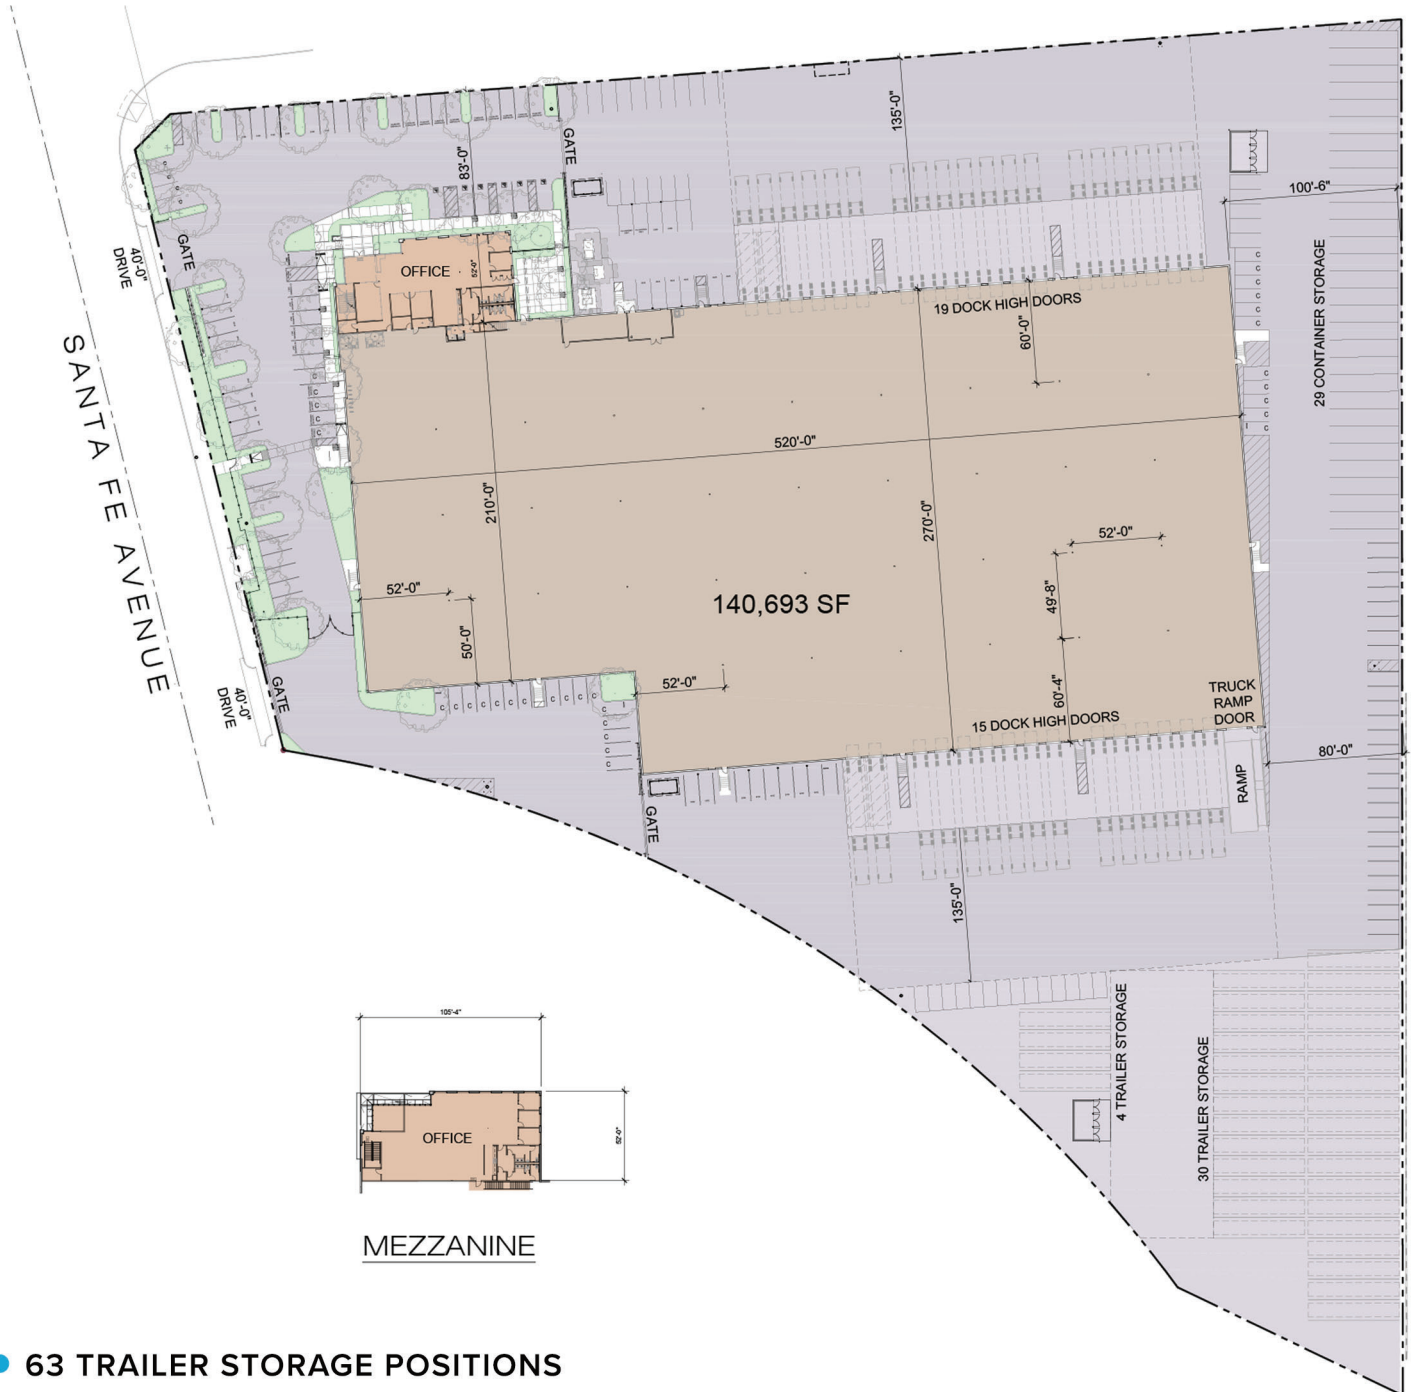 135'-0"
GATE
83'-0"
100'-6"
GATE
40'-0"
DRIVE
OFFICE
52'-0"
19 DOCK HIGH DOORS
60'-0"
29 CONTAINER STORAGE
SANTA FE AVENUE
520'-0"
210'-0"
270'-0"
52'-0"
52'-0"
49'-8"
140,693 SF
50'-0"
52'-0"
60'-4"
GATE
40'-0"
DRIVE
TRUCK
RAMP
DOOR
15 DOCK HIGH DOORS
80'-0"
RAMP
GATE
135'-0"
4 TRAILER STORAGE
30 TRAILER STORAGE
105'-4"
OFFICE
52'-0"
MEZZANINE
63 TRAILER STORAGE POSITIONS